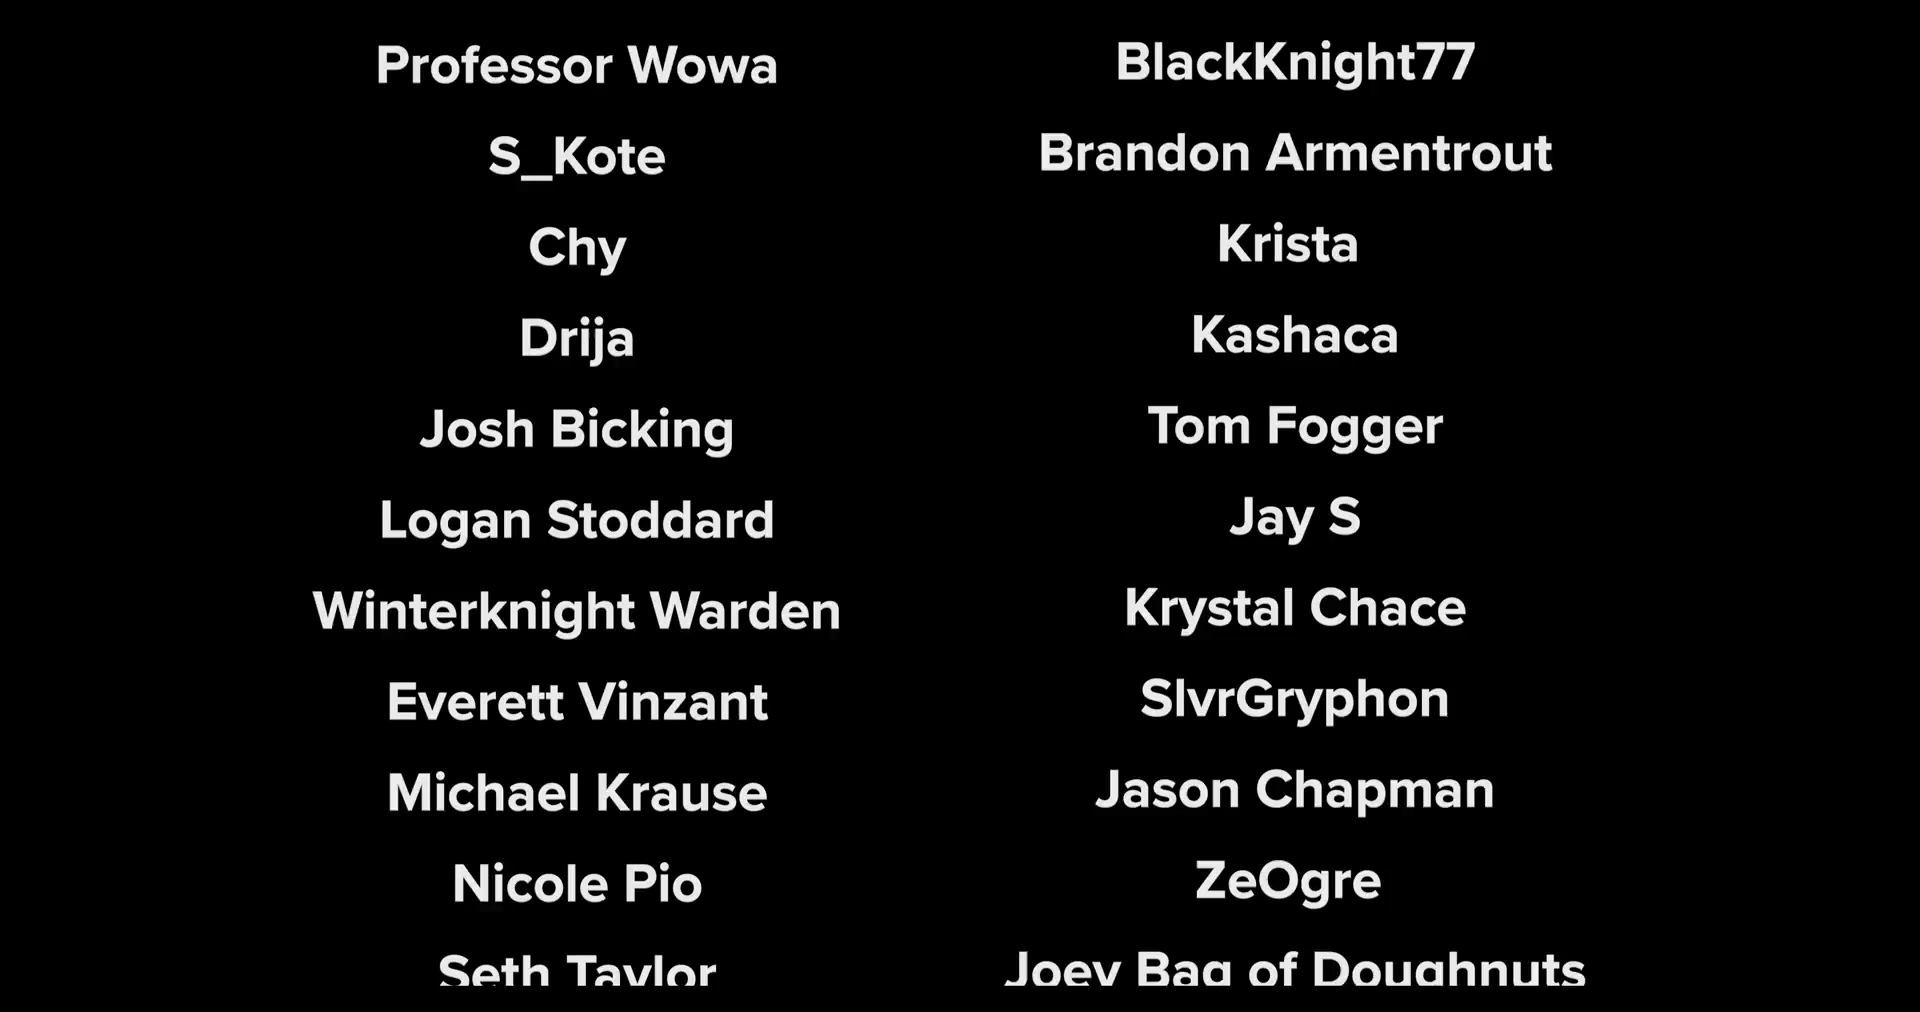 Professor Wowa
S_Kote
Chy
Drija
Josh Bicking
Logan Stoddard
Winterknight Warden
Everett Vinzant
Michael Krause
Nicole Pio
Seth Taylor
BlackKnight77
Brandon Armentrout
Krista
Kashaca
Tom Fogger
Jay S
Krystal Chace
SlvrGryphon
Jason Chapman
ZeOgre
Joey Bag of Doughnuts